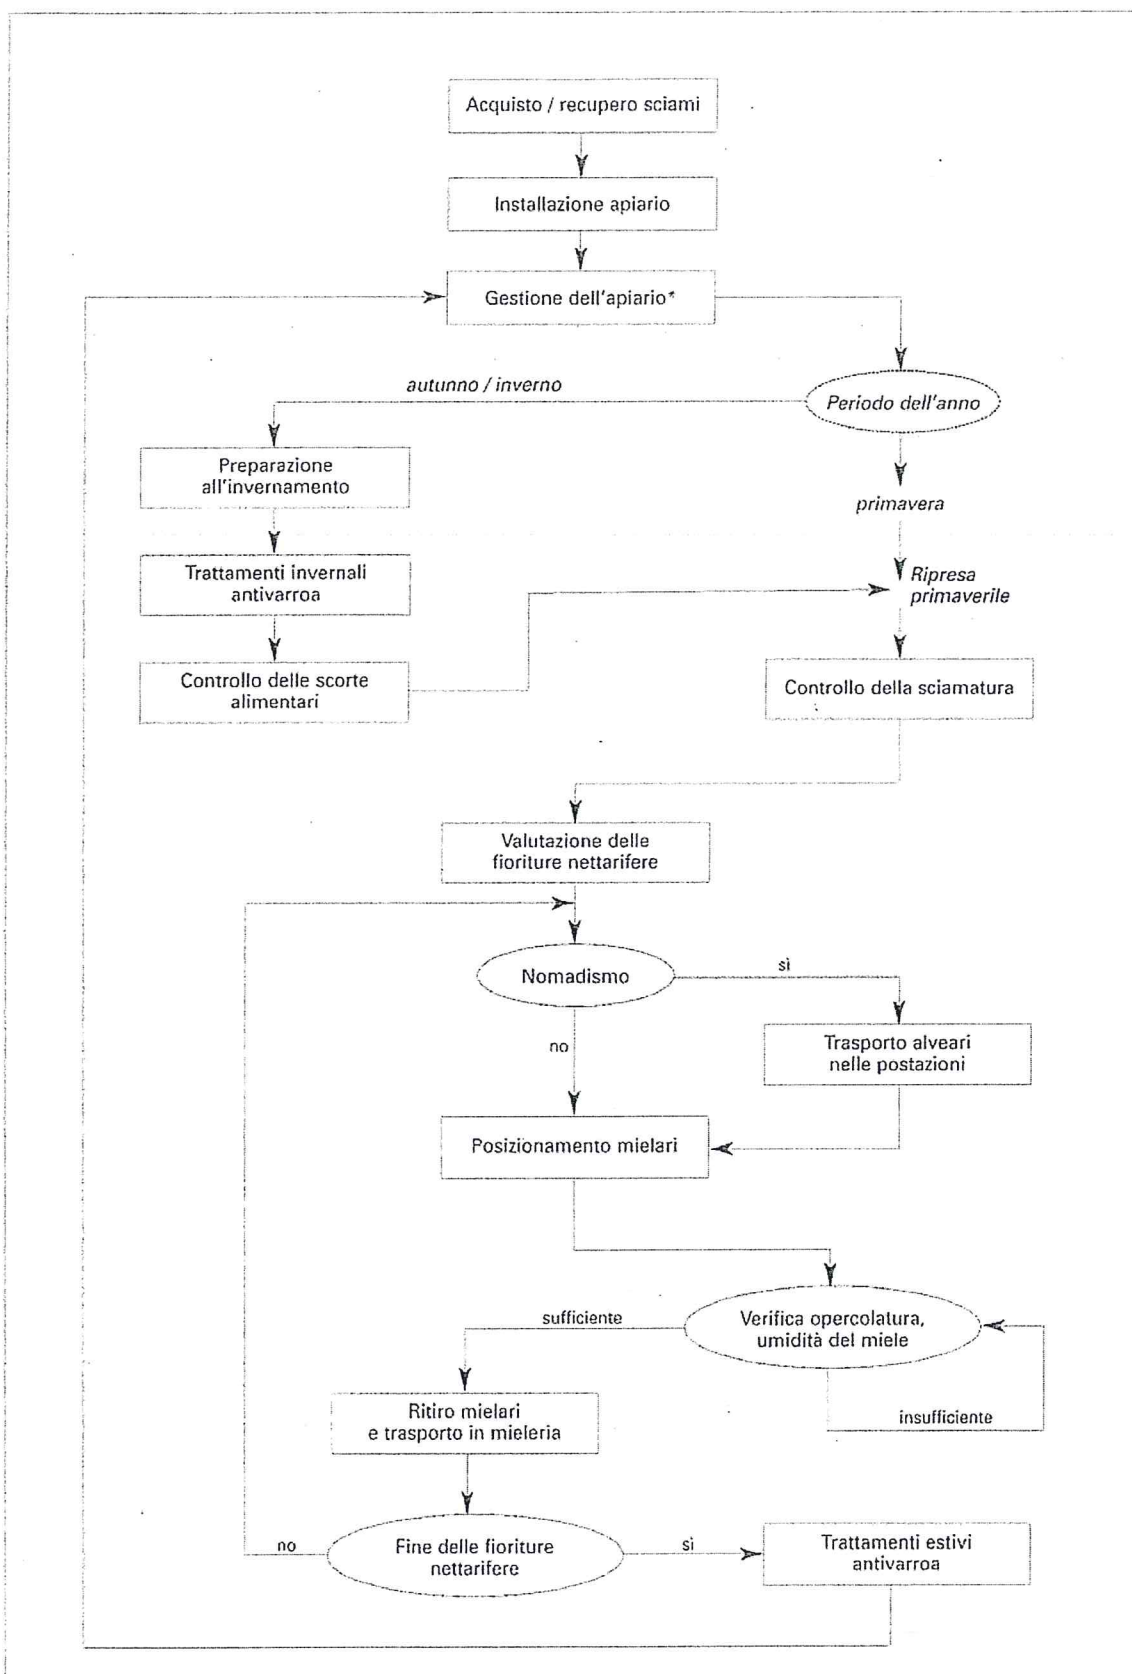 Acquisto / recupero sciami
Installazione apiario
Gestione dell'apiario*
autunno / inverno
Periodo dell'anno
Preparazione
all'invernamento
primavera
Trattamenti invernali
antivarroa
Ripresa
primaverile
Controllo delle scorte
alimentari
Controllo della sciamatura
Valutazione delle
fioriture nettarifere
Nomadismo
sì
no
Trasporto alveari
nelle postazioni
Posizionamento mielari
sufficiente
Verifica opercolatura,
umidità del miele
insufficiente
Ritiro mielari
e trasporto in mieleria
no
Fine delle fioriture
nettarifere
sì
Trattamenti estivi
antivarroa